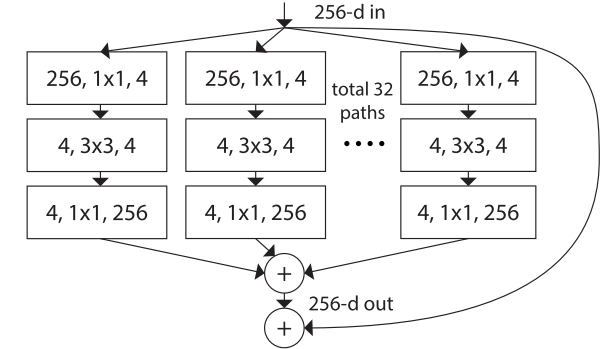 256-d in
256, 1x1, 4
256, 1x1, 4
total 32
paths
256, 1x1, 4
4, 3x3, 4
4, 3x3, 4
....
4, 3x3, 4
4, 1x1, 256
4, 1x1, 256
4, 1x1, 256
+
256-d out
+